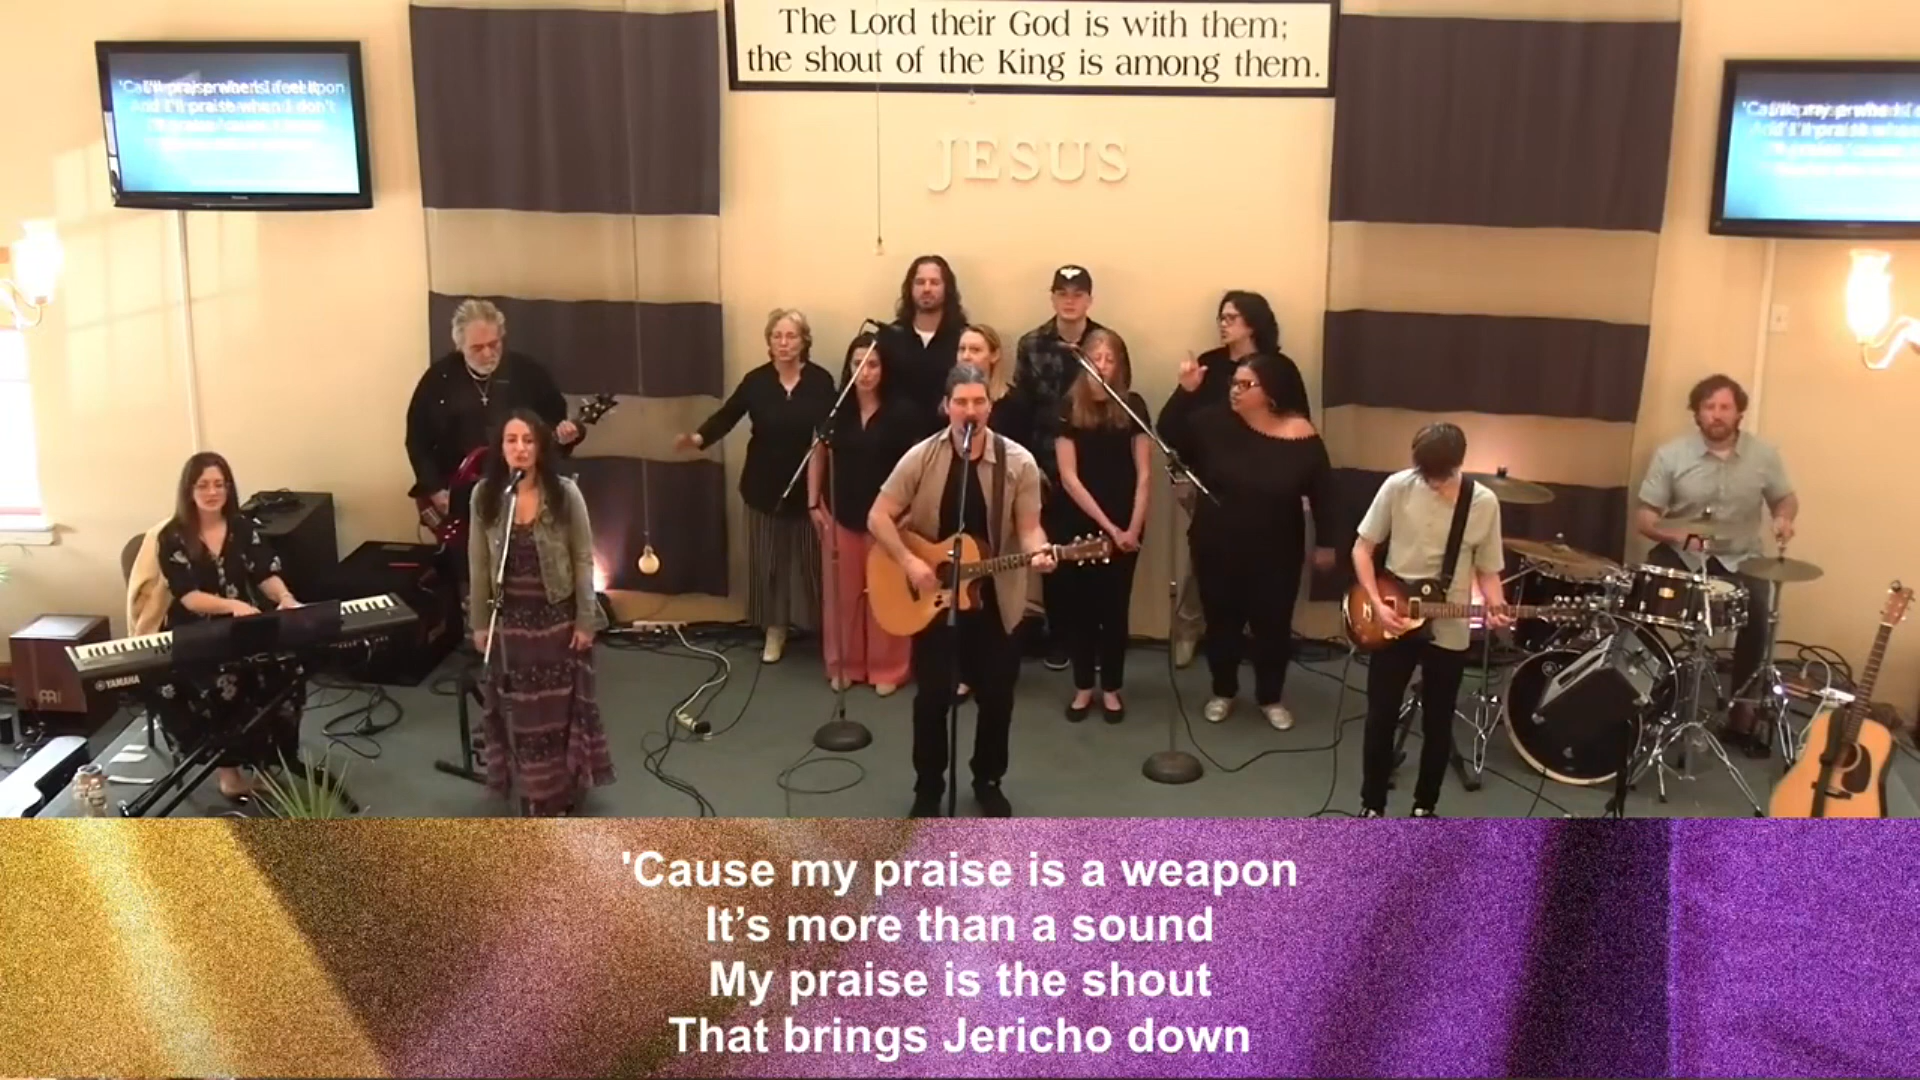 The Lord their God is with them;
the shout of the King is among them.
JESUS
YAMAHA
'Cause my praise is a weapon
It’s more than a sound
My praise is the shout
That brings Jericho down